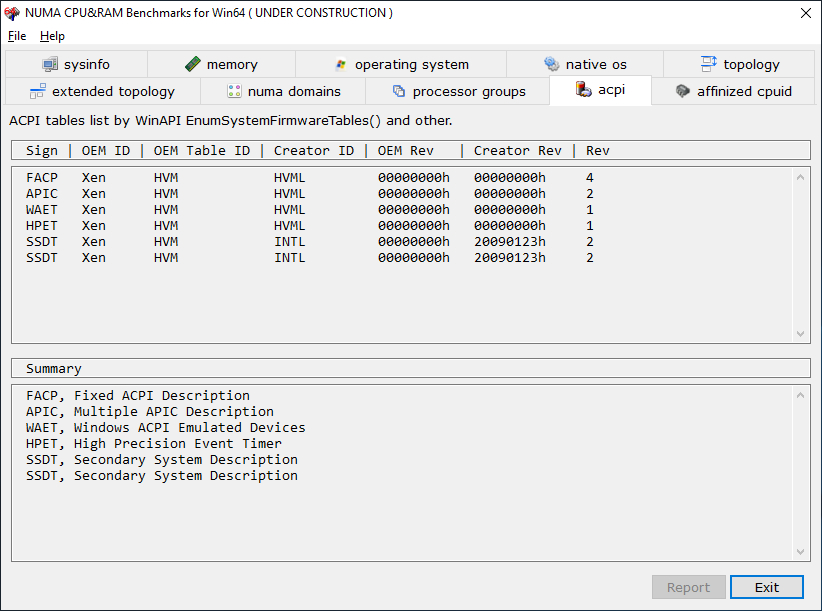 NUMA CPU&RAM Benchmarks for Win64 ( UNDER CONSTRUCTION )
File Help
sysinfo memory operating system native os topology
extended topology numa domains processor groups acpi affinized cpuid
ACPI tables list by WinAPI EnumSystemFirmwareTables() and other.
Sign | OEM ID | OEM Table ID | Creator ID | OEM Rev | Creator Rev | Rev
FACP Xen HVM HVML 00000000h 00000000h 4
APIC Xen HVM HVML 00000000h 00000000h 2
WAET Xen HVM HVML 00000000h 00000000h 1
HPET Xen HVM HVML 00000000h 00000000h 1
SSDT Xen HVM INTL 00000000h 20090123h 2
SSDT Xen HVM INTL 00000000h 20090123h 2
Summary
FACP, Fixed ACPI Description
APIC, Multiple APIC Description
WAET, Windows ACPI Emulated Devices
HPET, High Precision Event Timer
SSDT, Secondary System Description
SSDT, Secondary System Description
Report Exit